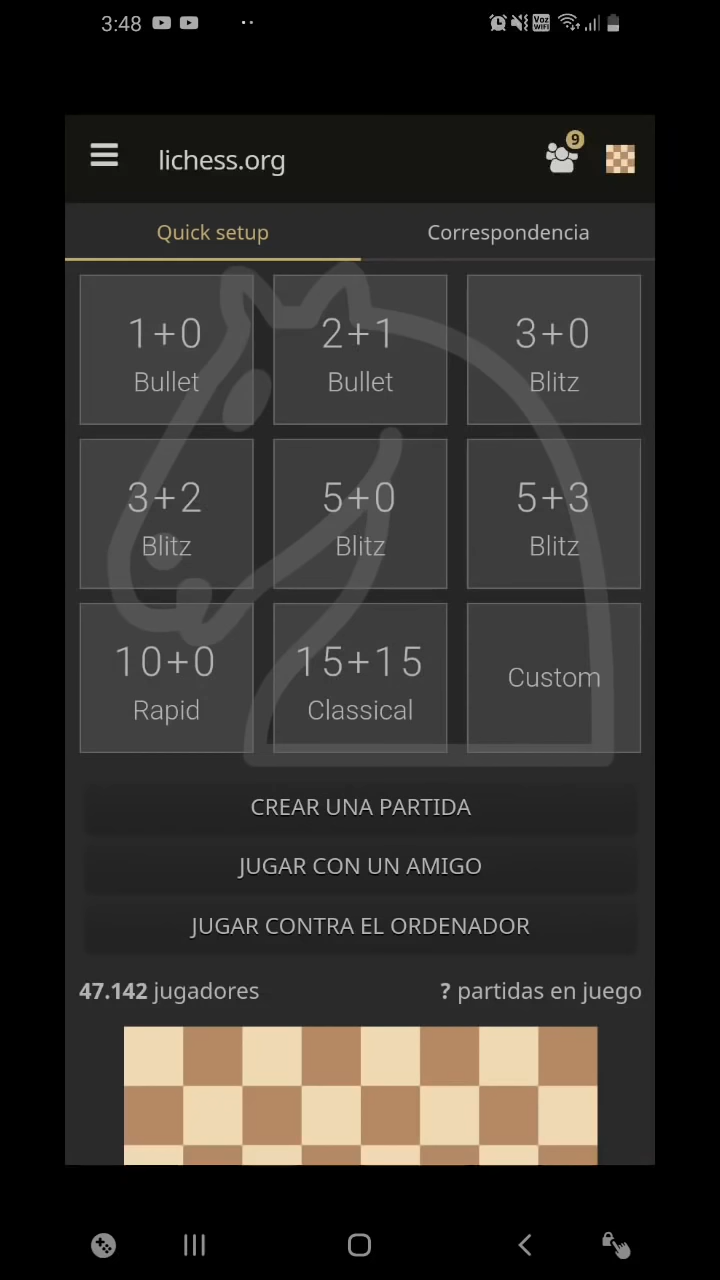 3:48
Voz WiFi
lichess.org
9
Quick setup
Correspondencia
1+0
2+1
3+0
Bullet
Bullet
Blitz
3+2
5+0
5+3
Blitz
Blitz
Blitz
10+0
15+15
Custom
Rapid
Classical
CREAR UNA PARTIDA
JUGAR CON UN AMIGO
JUGAR CONTRA EL ORDENADOR
47.142 jugadores
? partidas en juego